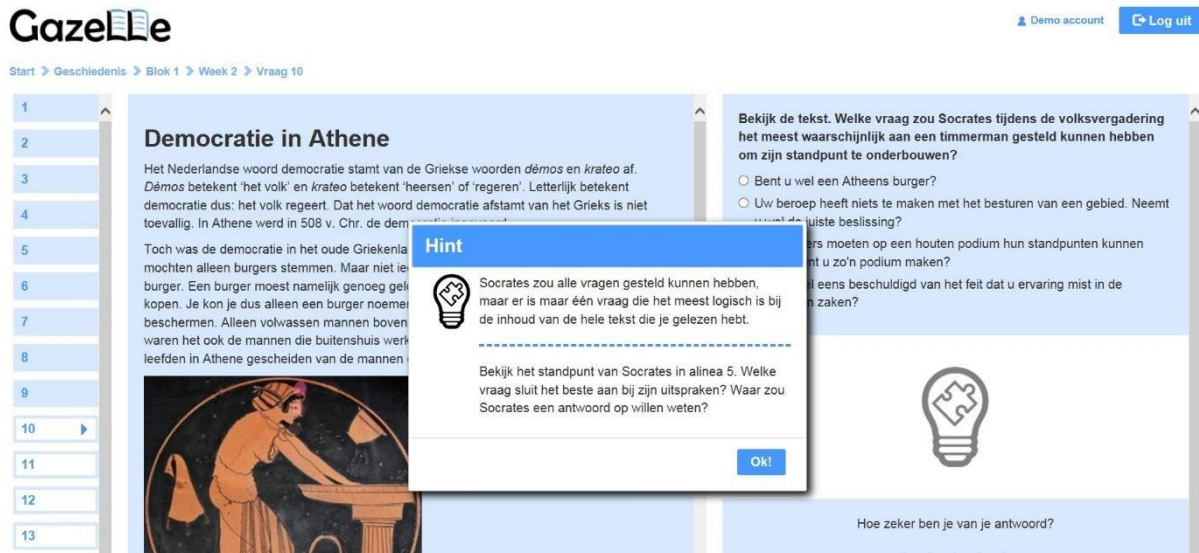 Gazelle
Demo account
Log uit
Start > Geschiedenis > Blok 1 > Week 2 > Vraag 10
1
2
3
4
5
6
7
8
9
10
11
12
13
Democratie in Athene
Het Nederlandse woord democratie stamt van de Griekse woorden dèmos en krateo af.
Dèmos betekent ‘het volk’ en krateo betekent ‘heersen’ of ‘regeren’. Letterlijk betekent
democratie dus: het volk regeert. Dat het woord democratie afstamt van het Grieks is niet
toevallig. In Athene werd in 508 v. Chr. de democratie ingevoerd.
Toch was de democratie in het oude Griekenla
mochten alleen burgers stemmen. Maar niet ie
burger. Een burger moest namelijk genoeg gel
kopen. Je kon je dus alleen een burger noeme
beschermen. Alleen volwassen mannen boven
waren het ook de mannen die buitenshuis werk
leefden in Athene gescheiden van de mannen
Hint
Socrates zou alle vragen gesteld kunnen hebben,
maar er is maar één vraag die het meest logisch is bij
de inhoud van de hele tekst die je gelezen hebt.
Bekijk het standpunt van Socrates in alinea 5. Welke
vraag sluit het beste aan bij zijn uitspraken? Waar zou
Socrates een antwoord op willen weten?
Ok!
Bekijk de tekst. Welke vraag zou Socrates tijdens de volksvergadering
het meest waarschijnlijk aan een timmerman gesteld kunnen hebben
om zijn standpunt te onderbouwen?
Bent u wel een Atheens burger?
Uw beroep heeft niets te maken met het besturen van een gebied. Neemt
u wel de juiste beslissing?
ers moeten op een houten podium hun standpunten kunnen
nt u zo'n podium maken?
el eens beschuldigd van het feit dat u ervaring mist in de
n zaken?
Hoe zeker ben je van je antwoord?